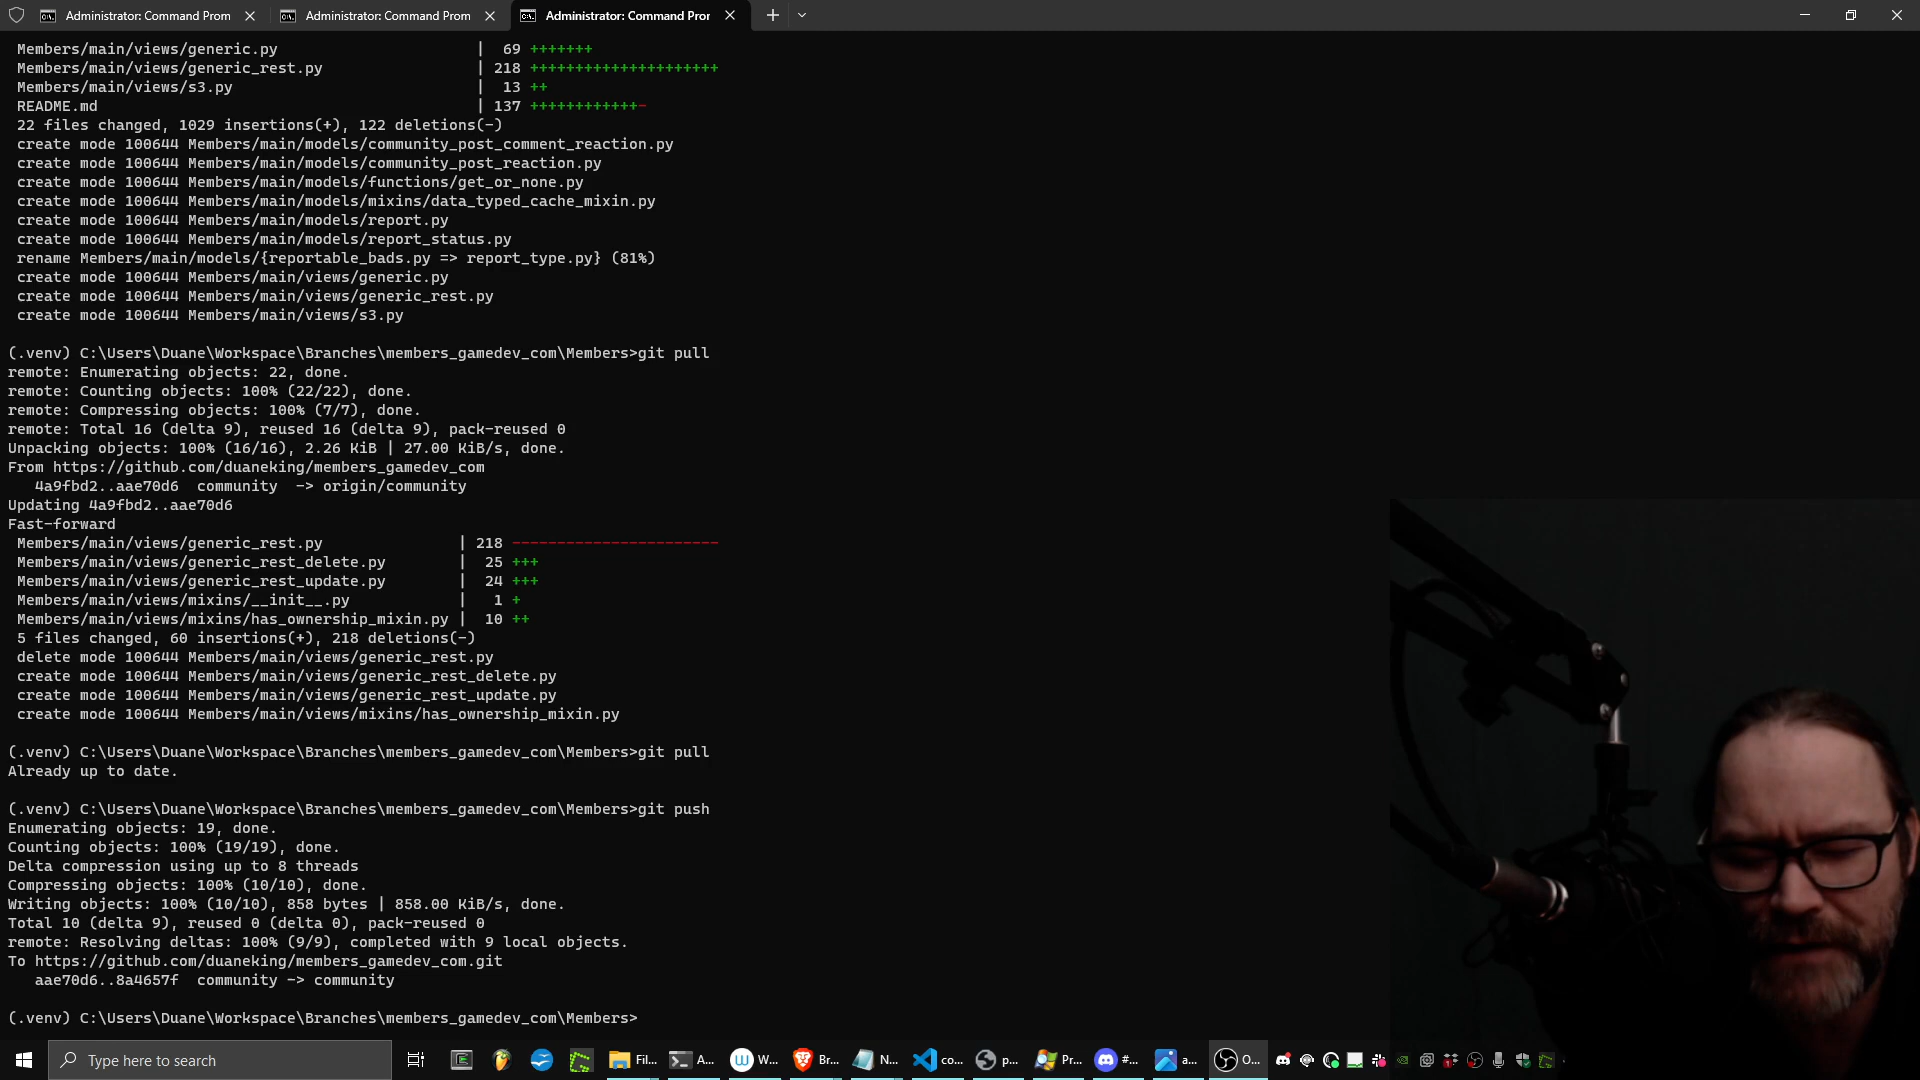 Administrator: Command Prom
Administrator: Command Prom
Administrator: Command Pror
Members/main/views/generic.py | 69 +++++++
Members/main/views/generic_rest.py | 218 +++++++++++++++++++++
Members/main/views/s3.py | 13 ++
README.md | 137 ++++++++++++-
22 files changed, 1029 insertions(+), 122 deletions(-)
create mode 100644 Members/main/models/community_post_comment_reaction.py
create mode 100644 Members/main/models/community_post_reaction.py
create mode 100644 Members/main/models/functions/get_or_none.py
create mode 100644 Members/main/models/mixins/data_typed_cache_mixin.py
create mode 100644 Members/main/models/report.py
create mode 100644 Members/main/models/report_status.py
rename Members/main/models/{reportable_bads.py => report_type.py} (81%)
create mode 100644 Members/main/views/generic.py
create mode 100644 Members/main/views/generic_rest.py
create mode 100644 Members/main/views/s3.py
(.venv) C:\Users\Duane\Workspace\Branches\members_gamedev_com\Members>git pull
remote: Enumerating objects: 22, done.
remote: Counting objects: 100% (22/22), done.
remote: Compressing objects: 100% (7/7), done.
remote: Total 16 (delta 9), reused 16 (delta 9), pack-reused 0
Unpacking objects: 100% (16/16), 2.26 KiB | 27.00 KiB/s, done.
From https://github.com/duaneking/members_gamedev_com
4a9fbd2..aae70d6  community  -> origin/community
Updating 4a9fbd2..aae70d6
Fast-forward
Members/main/views/generic_rest.py | 218 -----------------------
Members/main/views/generic_rest_delete.py | 25 +++
Members/main/views/generic_rest_update.py | 24 +++
Members/main/views/mixins/__init__.py | 1 +
Members/main/views/mixins/has_ownership_mixin.py | 10 ++
5 files changed, 60 insertions(+), 218 deletions(-)
delete mode 100644 Members/main/views/generic_rest.py
create mode 100644 Members/main/views/generic_rest_delete.py
create mode 100644 Members/main/views/generic_rest_update.py
create mode 100644 Members/main/views/mixins/has_ownership_mixin.py
(.venv) C:\Users\Duane\Workspace\Branches\members_gamedev_com\Members>git pull
Already up to date.
(.venv) C:\Users\Duane\Workspace\Branches\members_gamedev_com\Members>git push
Enumerating objects: 19, done.
Counting objects: 100% (19/19), done.
Delta compression using up to 8 threads
Compressing objects: 100% (10/10), done.
Writing objects: 100% (10/10), 858 bytes | 858.00 KiB/s, done.
Total 10 (delta 9), reused 0 (delta 0), pack-reused 0
remote: Resolving deltas: 100% (9/9), completed with 9 local objects.
To https://github.com/duaneking/members_gamedev_com.git
aae70d6..8a4657f  community -> community
(.venv) C:\Users\Duane\Workspace\Branches\members_gamedev_com\Members>
Type here to search Fil... A... W... Br... N... co... p... Pr... #... a... O...